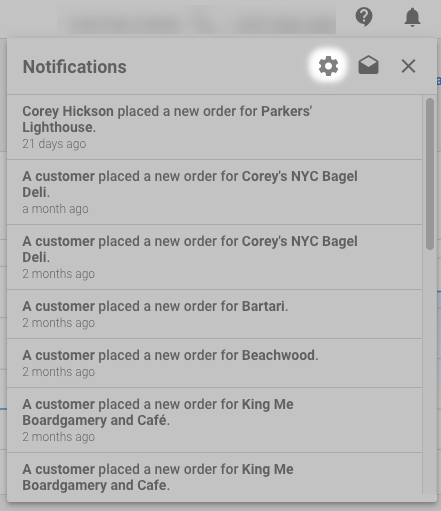 Notifications
Corey Hickson placed a new order for Parkers'
Lighthouse.
21 days ago
A customer placed a new order for Corey's NYC Bagel
Deli.
a month ago
A customer placed a new order for Corey's NYC Bagel
Deli.
2 months ago
A customer placed a new order for Bartari.
2 months ago
A customer placed a new order for Beachwood.
2 months ago
A customer placed a new order for King Me
Boardgamery and Café.
2 months ago
A customer placed a new order for King Me
Boardgamery and Cafe.